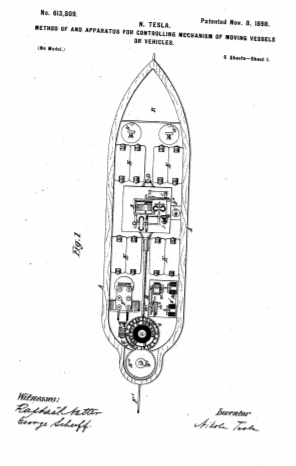 No. 613,809.
Patented Nov. 8, 1898.
N. TESLA.
METHOD OF AND APPARATUS FOR CONTROLLING MECHANISM OF MOVING VESSELS
OR VEHICLES.
(No Model.)
5 Sheets—Sheet 1.
Fig. 1
Witnesses:
Raphaël Netter
George Scherff.
Inventor
Nikola Tesla